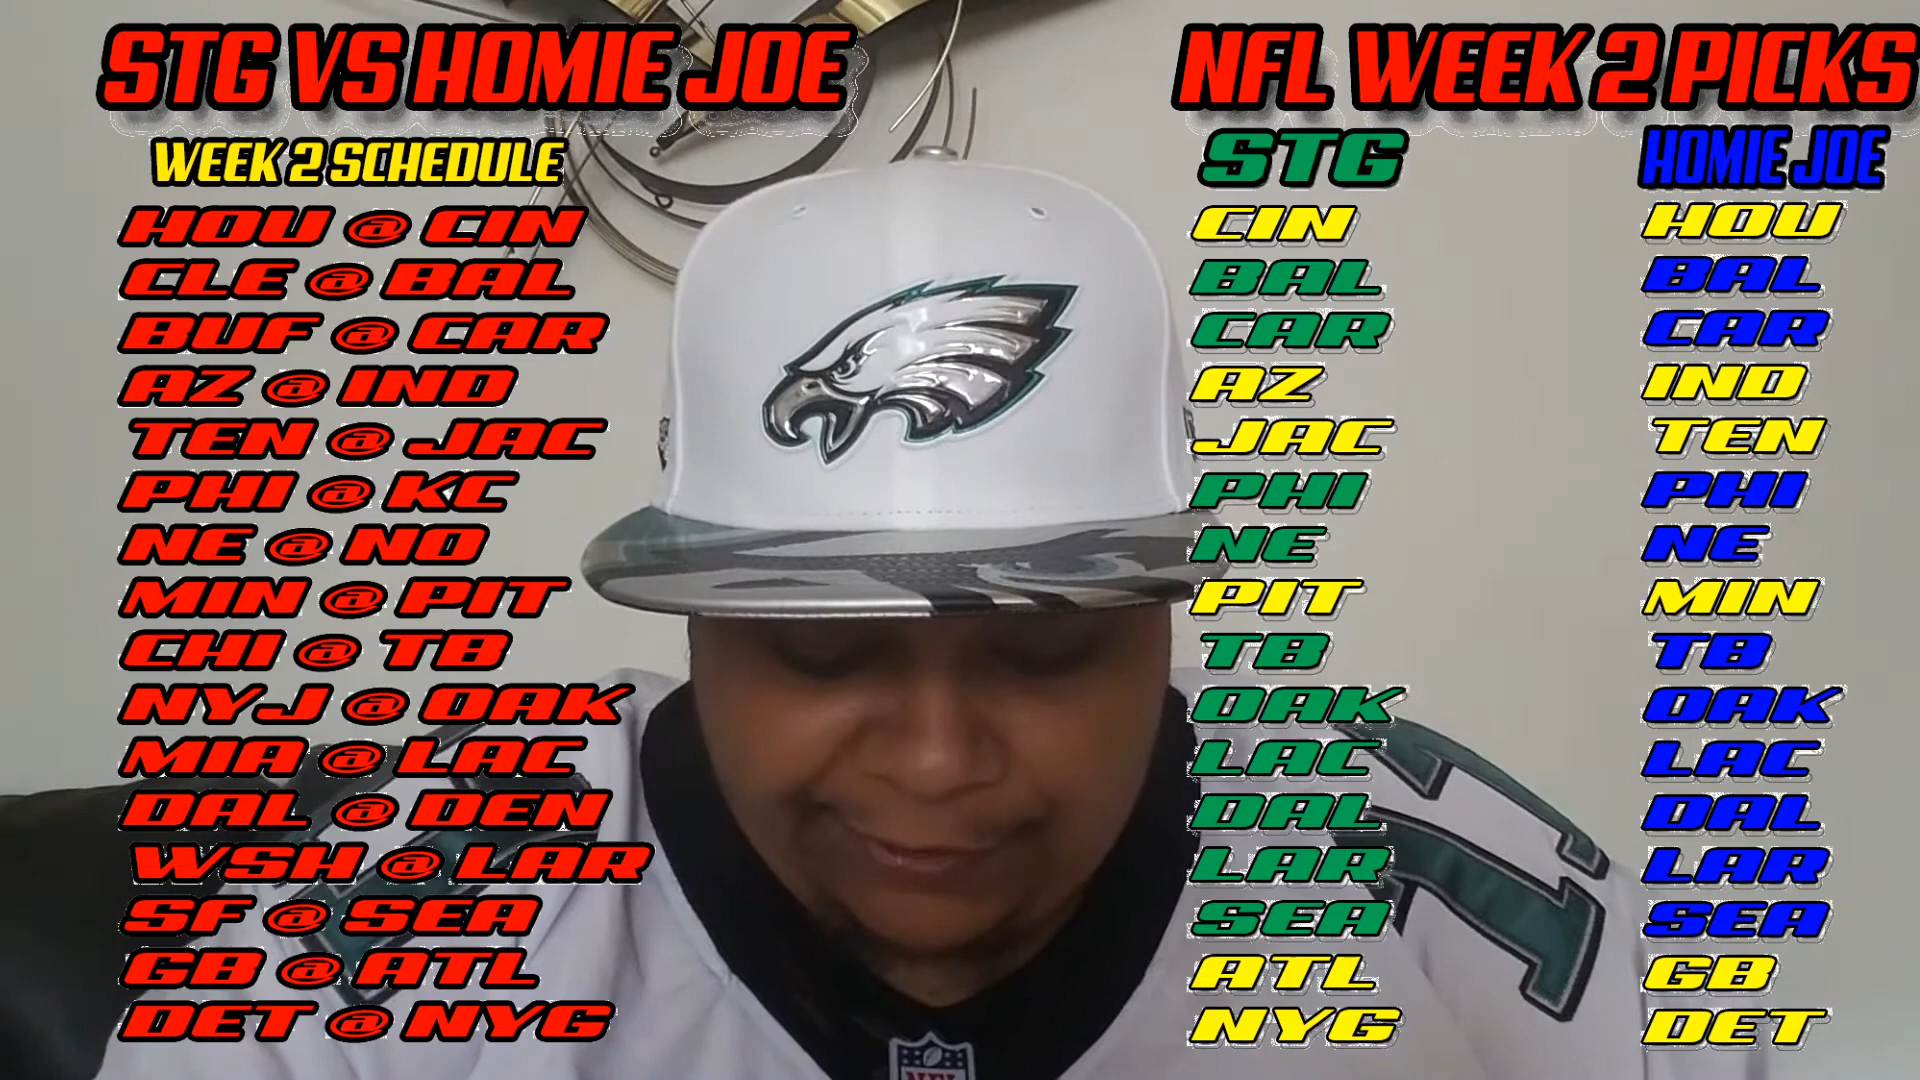 STG VS HOMIE JOE
NFL WEEK 2 PICKS
WEEK 2 SCHEDULE
STG
HOMIE JOE
HOU @ CIN
CIN
HOU
CLE @ BAL
BAL
BAL
BUF @ CAR
CAR
CAR
AZ @ IND
AZ
IND
TEN @ JAC
JAC
TEN
PHI @ KC
PHI
PHI
NE @ NO
NE
NE
MIN @ PIT
PIT
MIN
CHI @ TB
TB
TB
NYJ @ OAK
OAK
OAK
MIA @ LAC
LAC
LAC
DAL @ DEN
DAL
DAL
WSH @ LAR
LAR
LAR
SF @ SEA
SEA
SEA
GB @ ATL
ATL
GB
DET @ NYG
NYG
DET
NFL